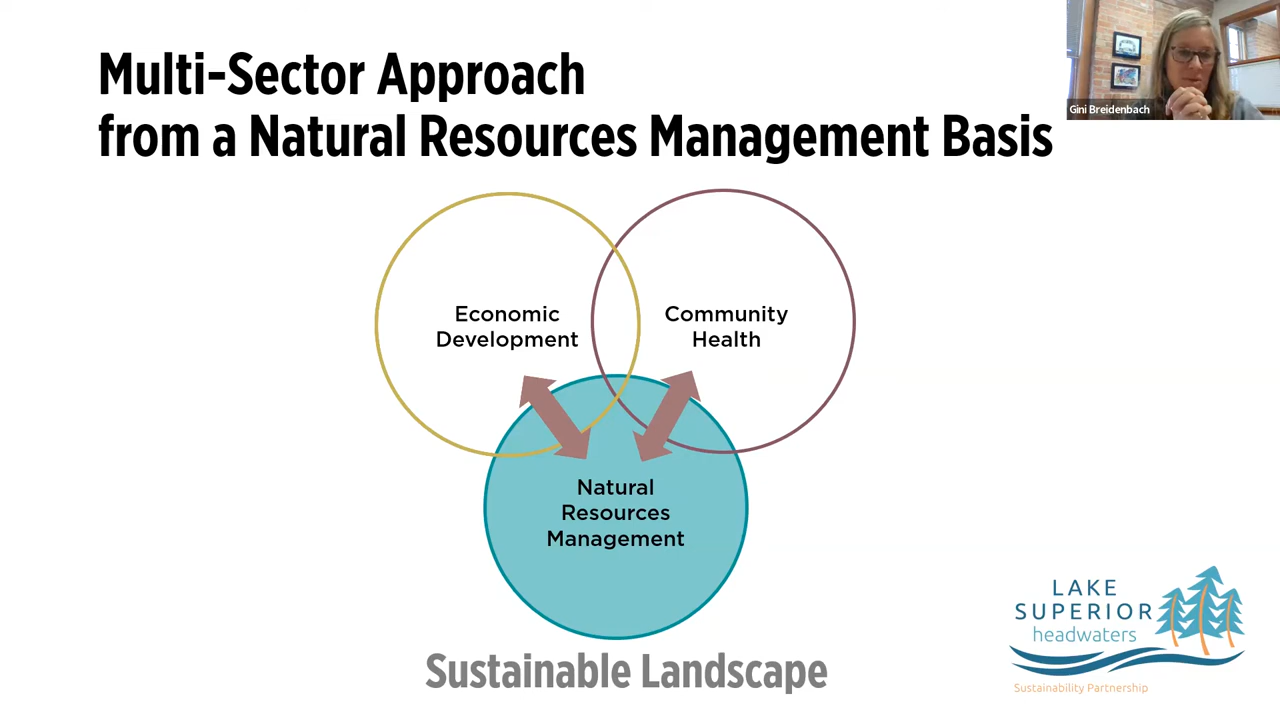 Multi-Sector Approach
from a Natural Resources Management Basis
Gini Breidenbach
Economic
Development
Community
Health
Natural
Resources
Management
Sustainable Landscape
LAKE
SUPERIOR
headwaters
Sustainability Partnership